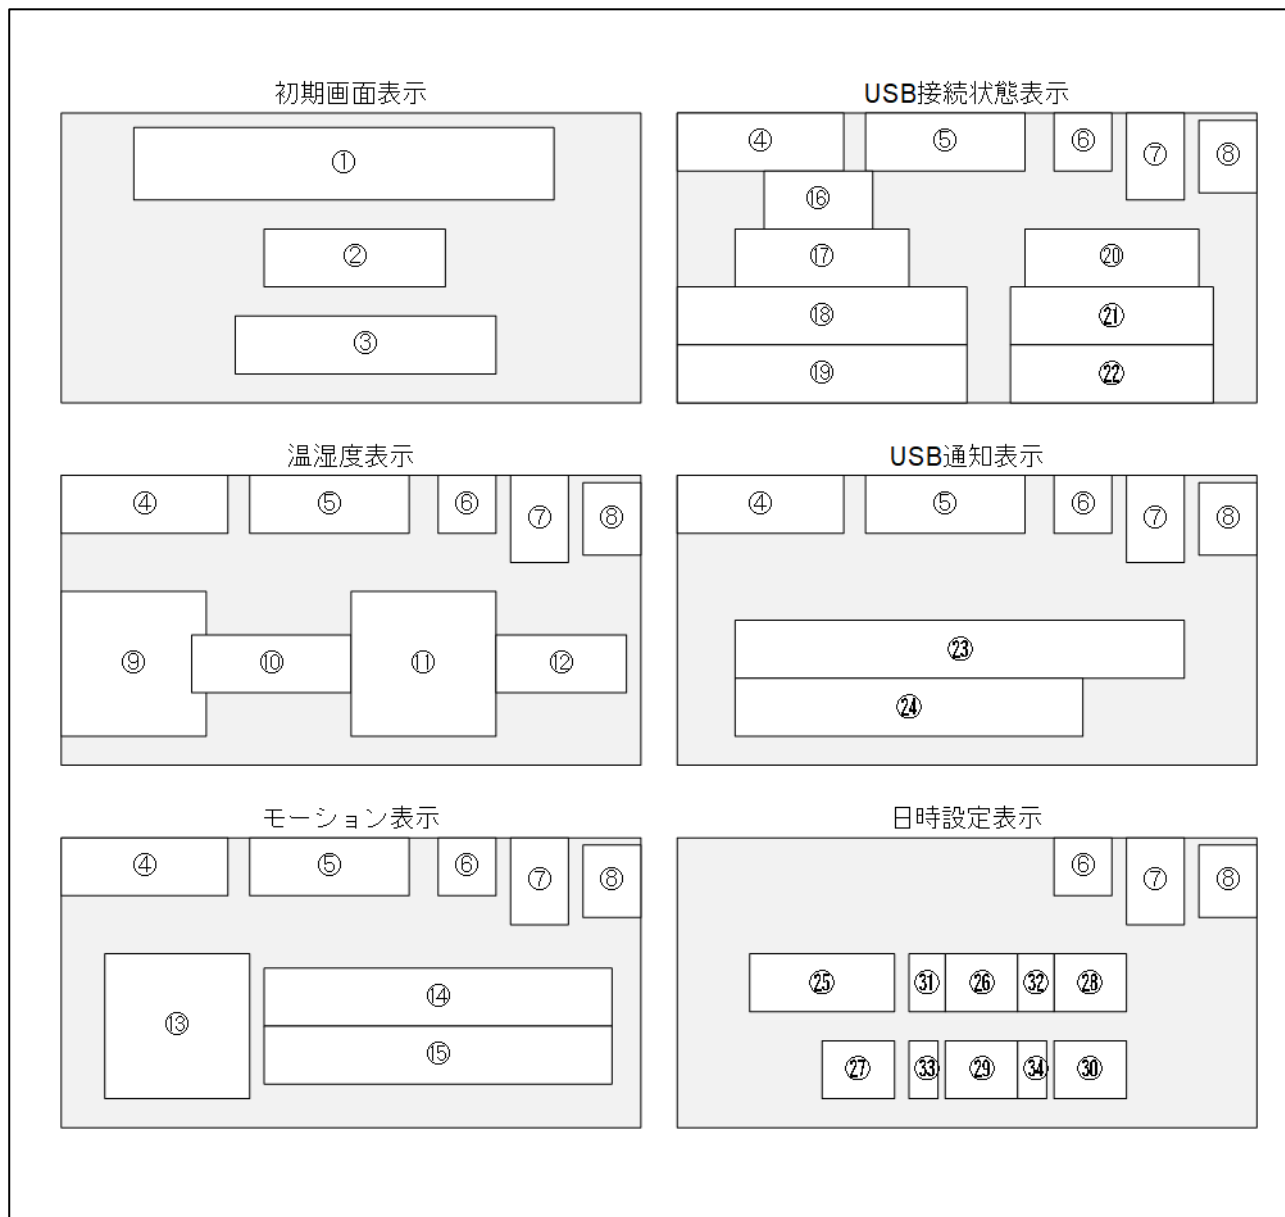 初期画面表示
①
②
③
USB接続状態表示
④ ⑤ ⑥ ⑦ ⑧
⑯
⑰ ⑳
⑱ ㉑
⑲ ㉒
温湿度表示
④ ⑤ ⑥ ⑦ ⑧
⑨ ⑩ ⑪ ⑫
USB通知表示
④ ⑤ ⑥ ⑦ ⑧
㉓
㉔
モーション表示
④ ⑤ ⑥ ⑦ ⑧
⑬
⑭
⑮
日時設定表示
⑥ ⑦ ⑧
㉕ ㉛ ㉖ ㉜ ㉘
㉗ ㉝ ㉙ ㉞ ㉚